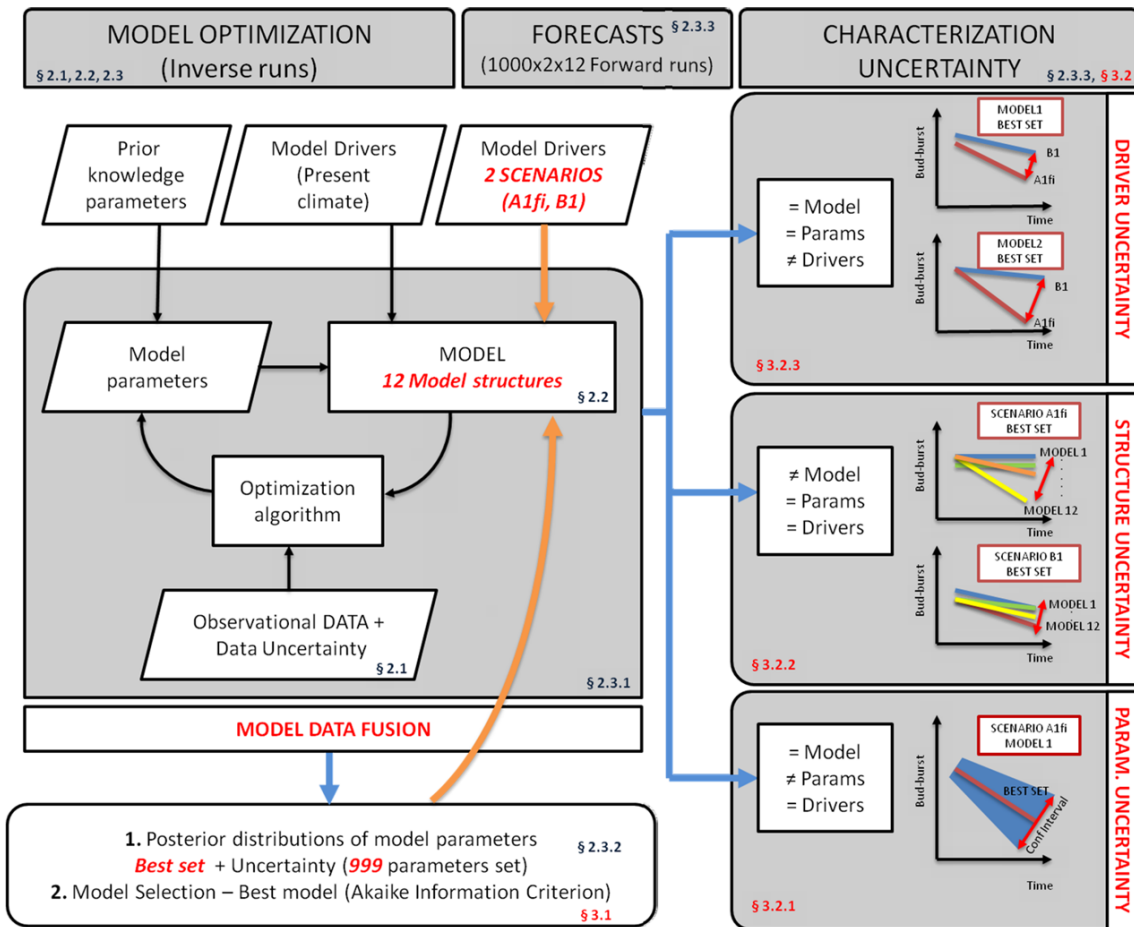 MODEL OPTIMIZATION
(Inverse runs)
§ 2.1, 2.2, 2.3
FORECASTS
§ 2.3.3
(1000x2x12 Forward runs)
CHARACTERIZATION
UNCERTAINTY
§ 2.3.3, § 3.2
Prior
knowledge
parameters
Model Drivers
(Present
climate)
Model Drivers
2 SCENARIOS
(A1fi, B1)
Model
parameters
MODEL
12 Model structures
§ 2.2
Optimization
algorithm
Observational DATA +
Data Uncertainty
§ 2.1
§ 2.3.1
MODEL DATA FUSION
1. Posterior distributions of model parameters
§ 2.3.2
Best set + Uncertainty (999 parameters set)
2. Model Selection – Best model (Akaike Information Criterion)
§ 3.1
= Model
= Params
≠ Drivers
§ 3.2.3
MODEL1
BEST SET
Bud-burst
B1
A1fi
Time
MODEL2
BEST SET
Bud-burst
B1
A1fi
Time
DRIVER UNCERTAINTY
≠ Model
= Params
= Drivers
§ 3.2.2
SCENARIO A1fi
BEST SET
Bud-burst
MODEL 1
MODEL 12
Time
SCENARIO B1
BEST SET
Bud-burst
MODEL 1
MODEL 12
Time
STRUCTURE UNCERTAINTY
= Model
≠ Params
= Drivers
§ 3.2.1
SCENARIO A1fi
MODEL 1
Bud-burst
BEST SET
Conf Interval
Time
PARAM. UNCERTAINTY